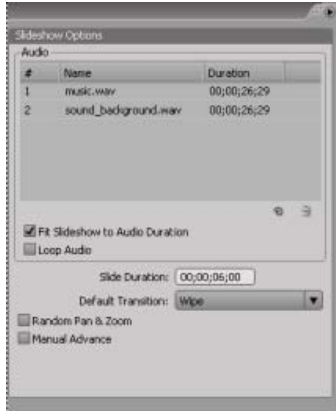 Slideshow Options
Audio
# Name Duration
1 music.wav 00;00;26;29
2 sound_background.wav 00;00;26;29
Fit Slideshow to Audio Duration
Loop Audio
Slide Duration: 00;00;06;00
Default Transition: Wipe
Random Pan & Zoom
Manual Advance